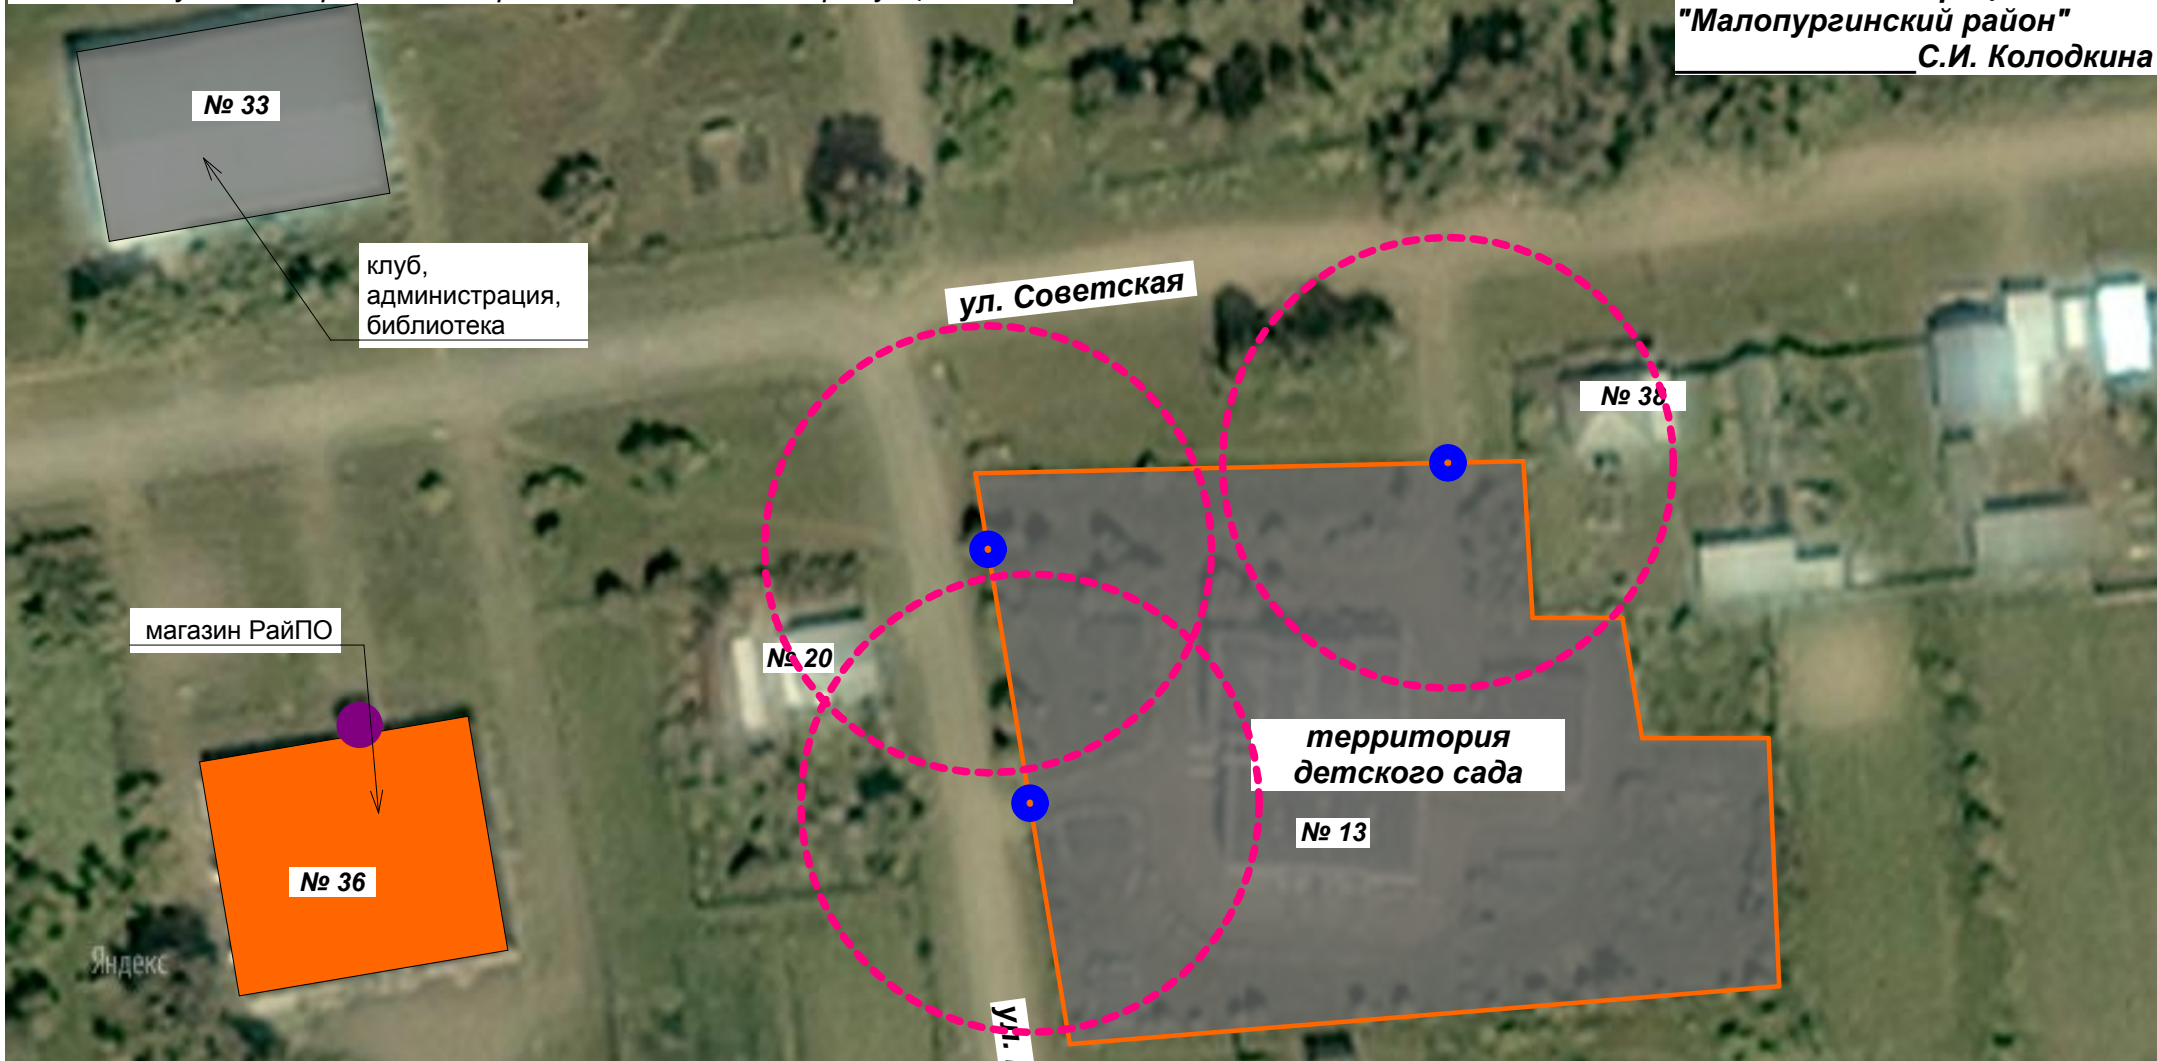 "Малопургинский район"
С.И. Колодкина
№ 33
клуб,
администрация,
библиотека
ул. Советская
№ 38
магазин РайПО
№ 20
территория
детского сада
№ 13
№ 36
Яндекс
ул.